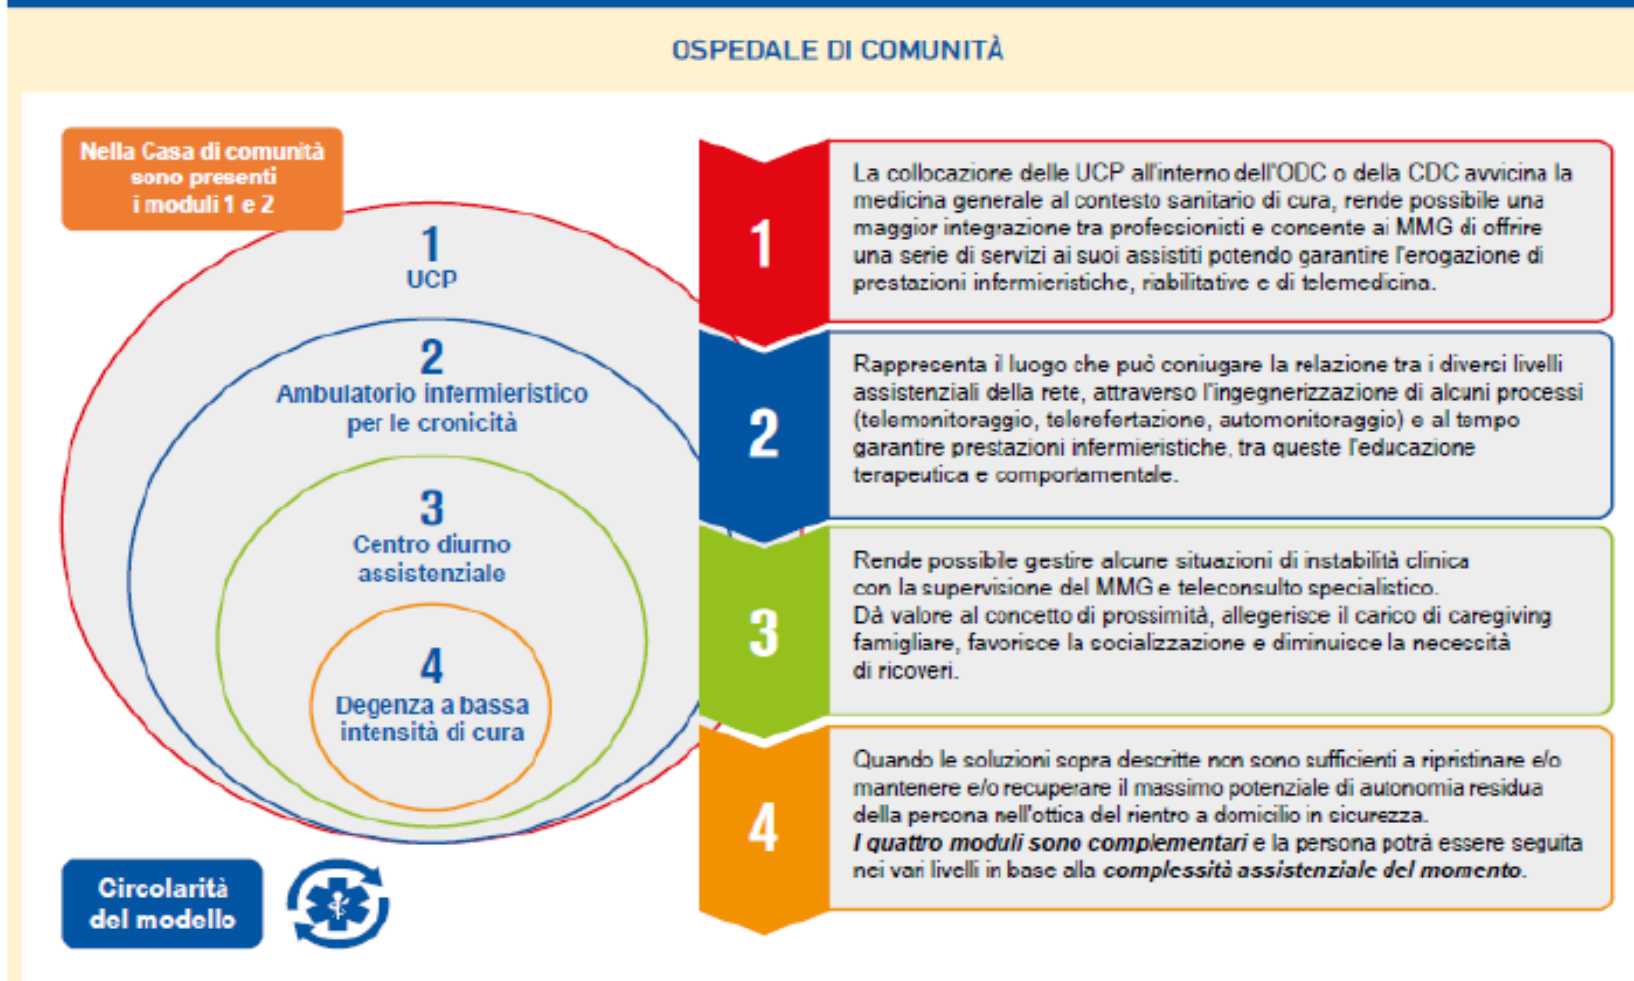 OSPEDALE DI COMUNITÀ
Nella Casa di comunità
sono presenti
i moduli 1 e 2
1
UCP
2
Ambulatorio infermieristico
per le cronicità
3
Centro diurno
assistenziale
4
Degenza a bassa
intensità di cura
Circolarità
del modello
1
La collocazione delle UCP all'interno dell'ODC o della CDC avvicina la
medicina generale al contesto sanitario di cura, rende possibile una
maggior integrazione tra professionisti e consente ai MMG di offrire
una serie di servizi ai suoi assistiti potendo garantire l'erogazione di
prestazioni infermieristiche, riabilitative e di telemedicina.
2
Rappresenta il luogo che può coniugare la relazione tra i diversi livelli
assistenziali della rete, attraverso l'ingegnerizzazione di alcuni processi
(telemonitoraggio, telerefertazione, automonitoraggio) e al tempo
garantire prestazioni infermieristiche, tra queste l'educazione
terapeutica e comportamentale.
3
Rende possibile gestire alcune situazioni di instabilità clinica
con la supervisione del MMG e teleconsulto specialistico.
Dà valore al concetto di prossimità, allegerisce il carico di caregiving
famigliare, favorisce la socializzazione e diminuisce la necessità
di ricoveri.
4
Quando le soluzioni sopra descritte non sono sufficienti a ripristinare e/o
mantenere e/o recuperare il massimo potenziale di autonomia residua
della persona nell'ottica del rientro a domicilio in sicurezza.
I quattro moduli sono complementari e la persona potrà essere seguita
nei vari livelli in base alla complessità assistenziale del momento.